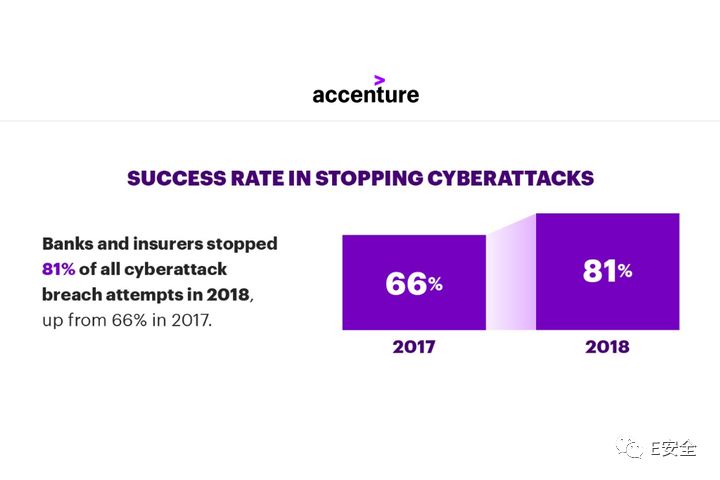 accenture
SUCCESS RATE IN STOPPING CYBERATTACKS
Banks and insurers stopped
81% of all cyberattack
breach attempts in 2018,
up from 66% in 2017.
66%
81%
2017
2018
E安全